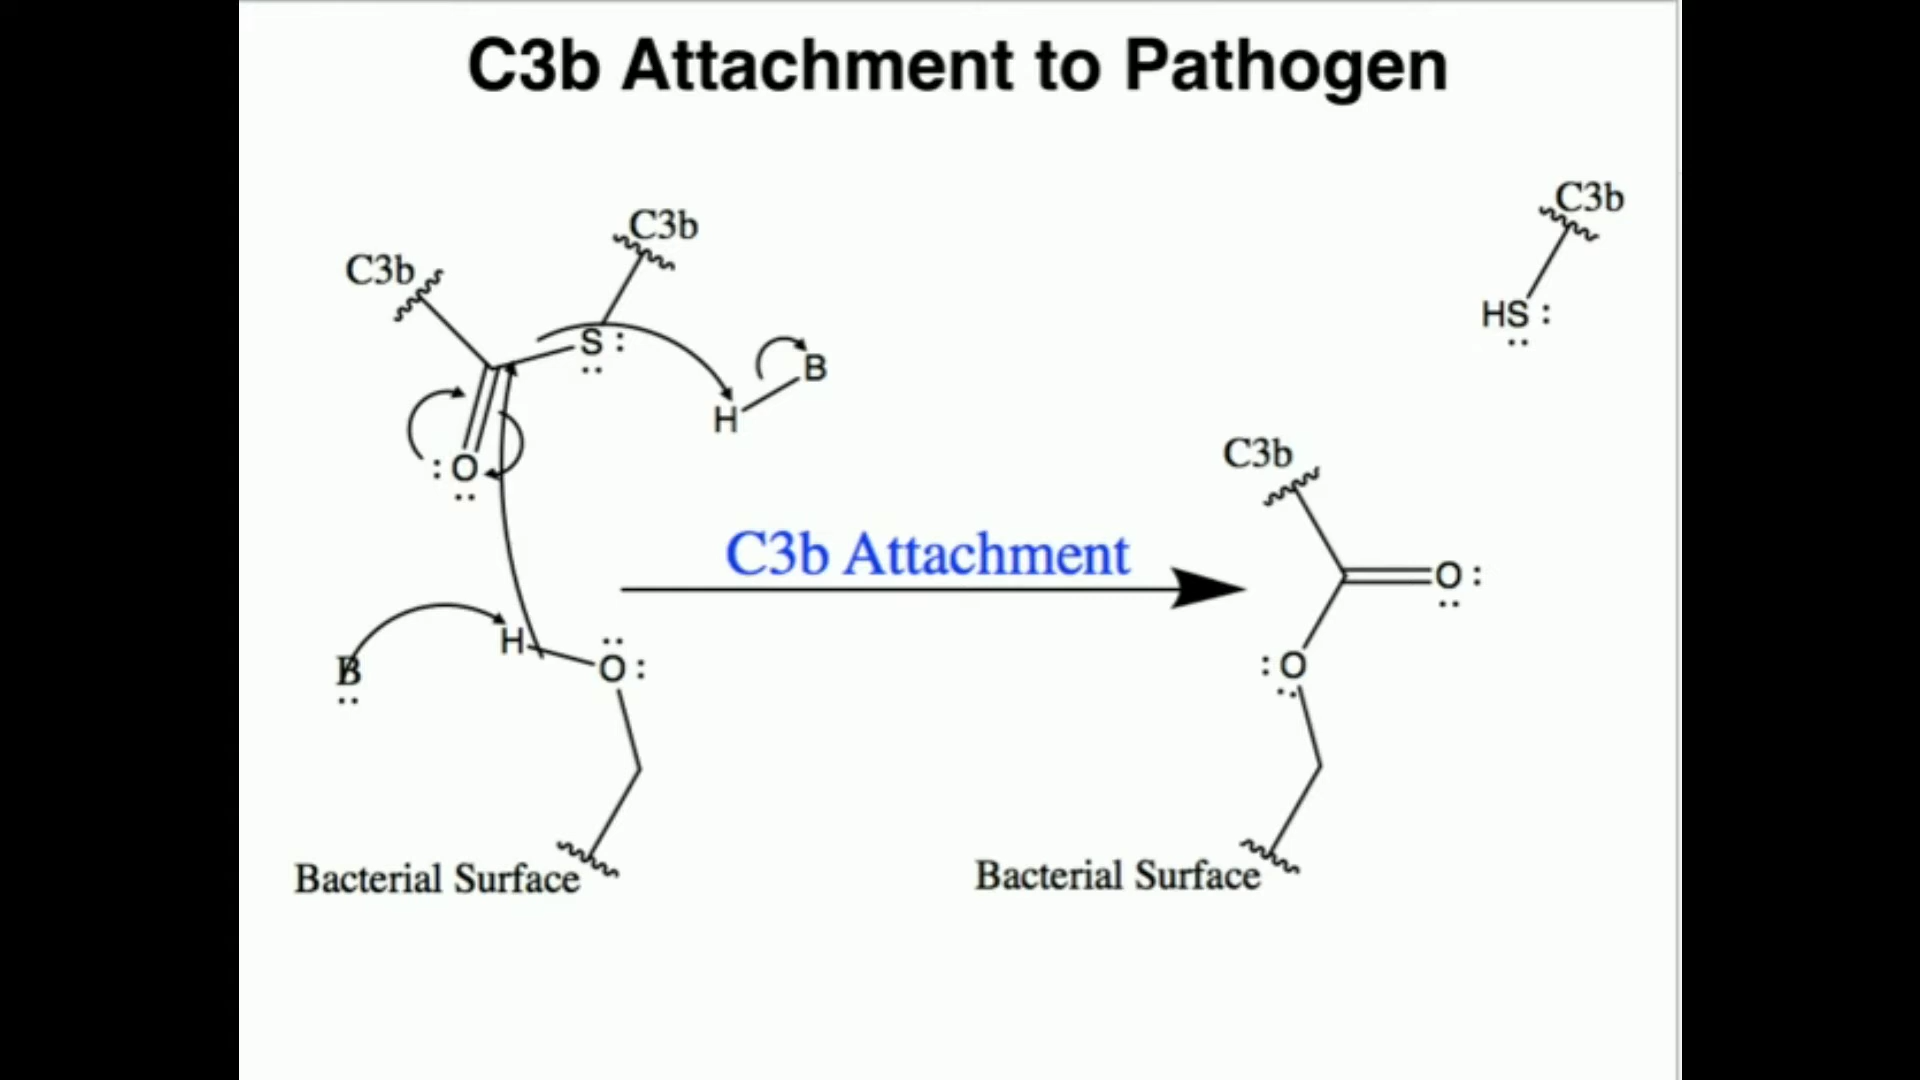 C3b Attachment to Pathogen
C3b
C3b
C3b
S:
HS:
B
H
:O
C3b
C3b Attachment
O:
H
O:
B
:O
Bacterial Surface
Bacterial Surface